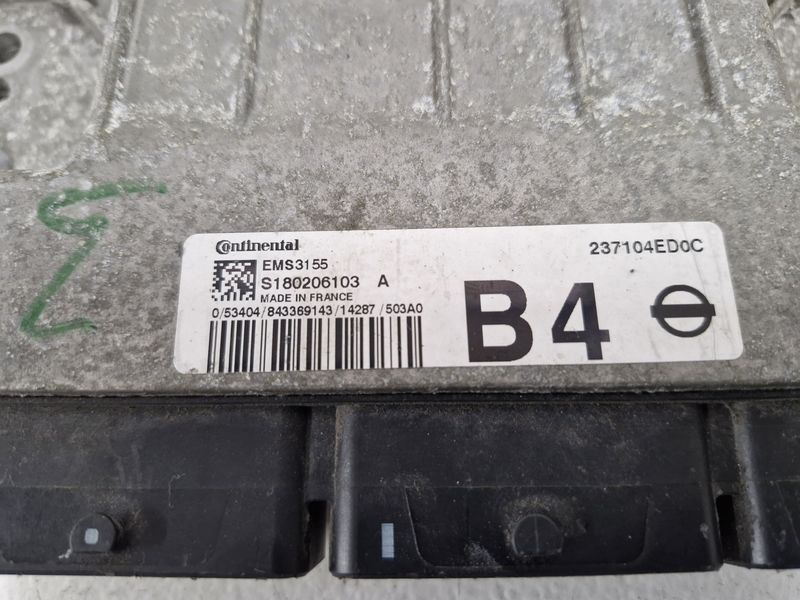 Continental
237104ED0C
EMS3155
S180206103 A
MADE IN FRANCE
0/53404/843369143/14287/503A0
B4